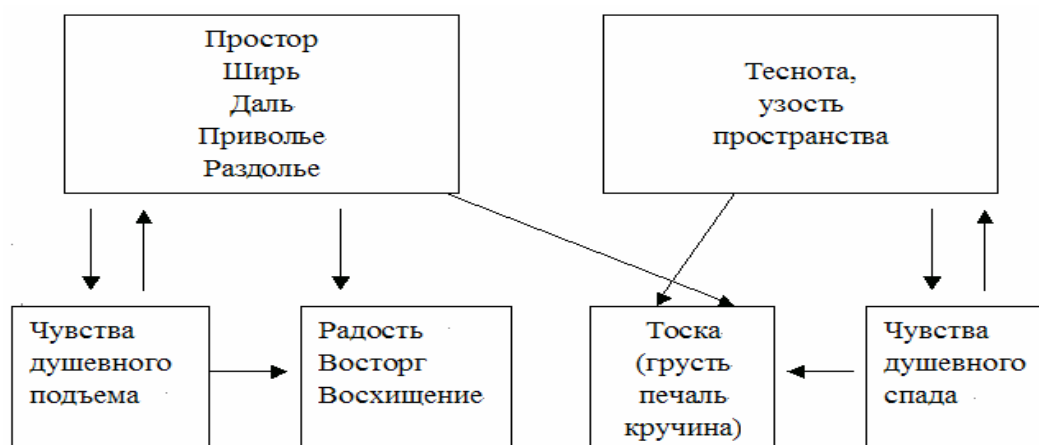 Простор
Ширь
Даль
Приволье
Раздолье
Теснота,
узость
пространства
Чувства
душевного
подъема
Радость
Восторг
Восхищение
Тоска
(грусть
печаль
кручина)
Чувства
душевного
спада